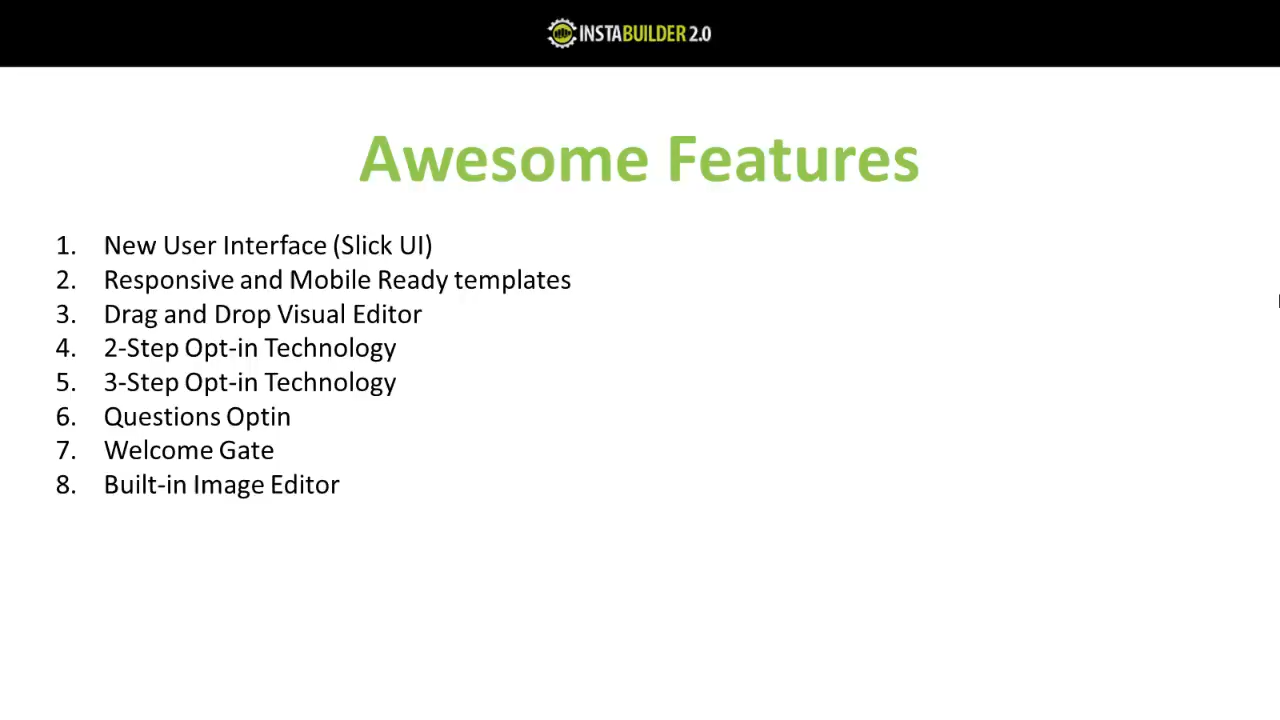 INSTABUILDER 2.0
Awesome Features
1. New User Interface (Slick UI)
2. Responsive and Mobile Ready templates
3. Drag and Drop Visual Editor
4. 2-Step Opt-in Technology
5. 3-Step Opt-in Technology
6. Questions Optin
7. Welcome Gate
8. Built-in Image Editor